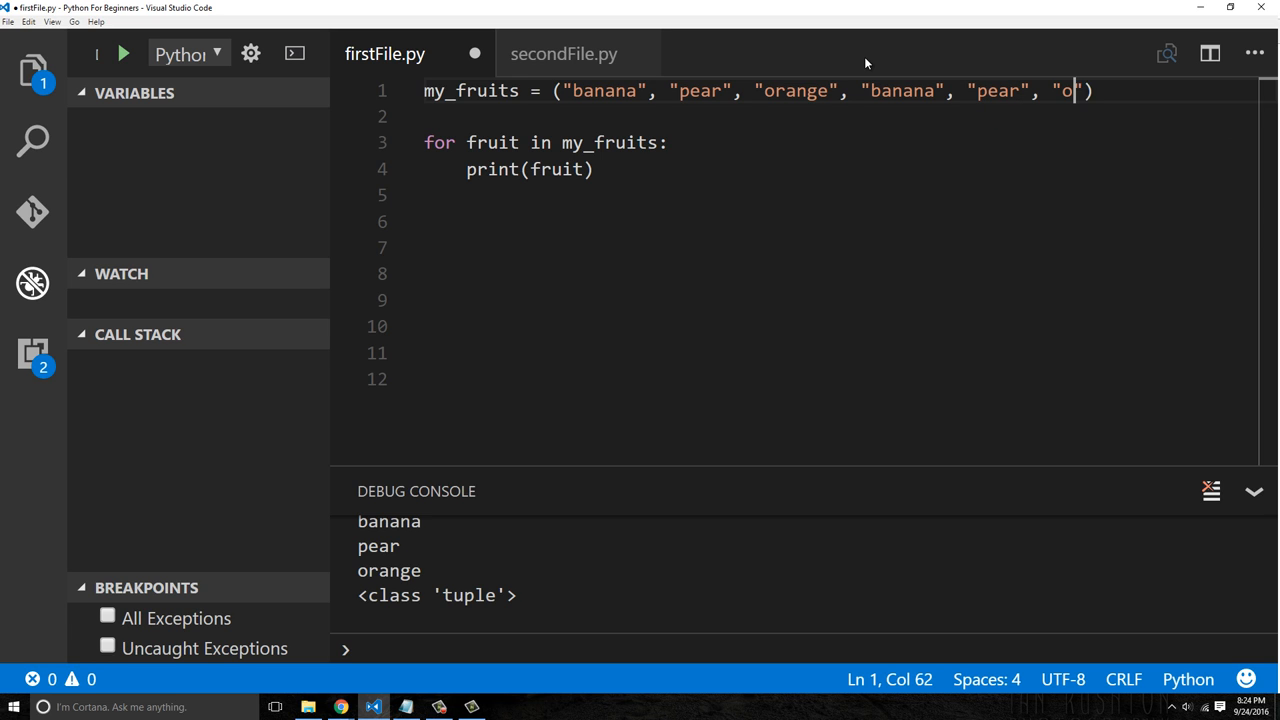 ● firstFile.py - Python For Beginners - Visual Studio Code
File Edit View Go Help
Python ▼ firstFile.py ● secondFile.py
VARIABLES
WATCH
CALL STACK
BREAKPOINTS
All Exceptions
Uncaught Exceptions
1
2
1 my_fruits = ("banana", "pear", "orange", "banana", "pear", "o")
2
3 for fruit in my_fruits:
4 print(fruit)
5
6
7
8
9
10
11
12
DEBUG CONSOLE
banana
pear
orange
<class 'tuple'>
›
0 0 Ln 1, Col 62 Spaces: 4 UTF-8 CRLF Python
I'm Cortana. Ask me anything.
8:24 PM
9/24/2016